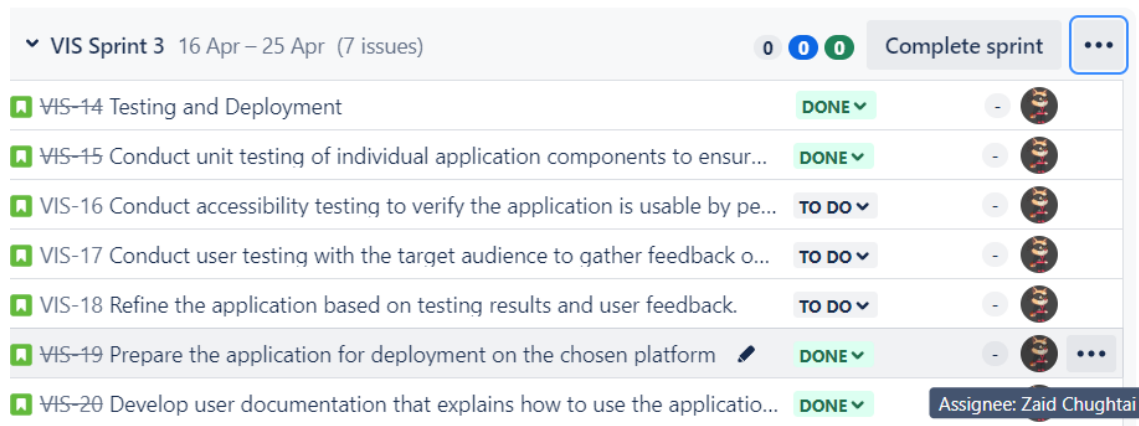 VIS Sprint 3 16 Apr – 25 Apr (7 issues) 0 0 0 Complete sprint •••
VIS-14 Testing and Deployment DONE -
VIS-15 Conduct unit testing of individual application components to ensur... DONE -
VIS-16 Conduct accessibility testing to verify the application is usable by pe... TO DO -
VIS-17 Conduct user testing with the target audience to gather feedback o... TO DO -
VIS-18 Refine the application based on testing results and user feedback. TO DO -
VIS-19 Prepare the application for deployment on the chosen platform DONE - •••
VIS-20 Develop user documentation that explains how to use the applicatio... DONE Assignee: Zaid Chughtai